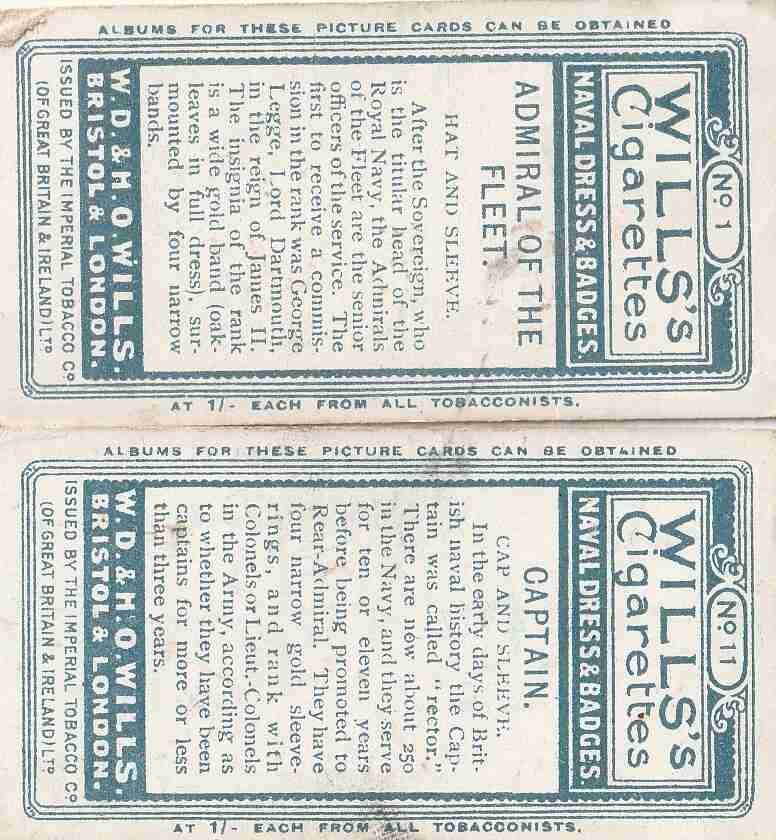 ALBUMS FOR THESE PICTURE CARDS CAN BE OBTAINED
No 1
WILLS's
Cigarettes
NAVAL DRESS & BADGES.
ADMIRAL OF THE
FLEET.
HAT AND SLEEVE.
After the Sovereign, who
is the titular head of the
Royal Navy, the Admirals
of the Fleet are the senior
officers of the service. The
first to receive a commis-
sion in the rank was George
Legge, Lord Dartmouth,
in the reign of James II.
The insignia of the rank
is a wide gold band (oak-
leaves in full dress), sur-
mounted by four narrow
bands.
W. D. & H. O. WILLS.
BRISTOL & LONDON.
ISSUED BY THE IMPERIAL TOBACCO Co
(OF GREAT BRITAIN & IRELAND) LTD
AT 1/- EACH FROM ALL TOBACCONISTS.
ALBUMS FOR THESE PICTURE CARDS CAN BE OBTAINED
No 11
WILLS's
Cigarettes
NAVAL DRESS & BADGES.
CAPTAIN.
CAP AND SLEEVE.
In the early days of Brit-
ish naval history the Cap-
tain was called "rector."
There are now about 250
in the Navy, and they serve
for ten or eleven years
before being promoted to
Rear-Admiral. They have
four narrow gold sleeve-
rings, and rank with
Colonels or Lieut.-Colonels
in the Army, according as
to whether they have been
captains for more or less
than three years.
W. D. & H. O. WILLS.
BRISTOL & LONDON.
ISSUED BY THE IMPERIAL TOBACCO Co
(OF GREAT BRITAIN & IRELAND) LTD
AT 1/- EACH FROM ALL TOBACCONISTS.